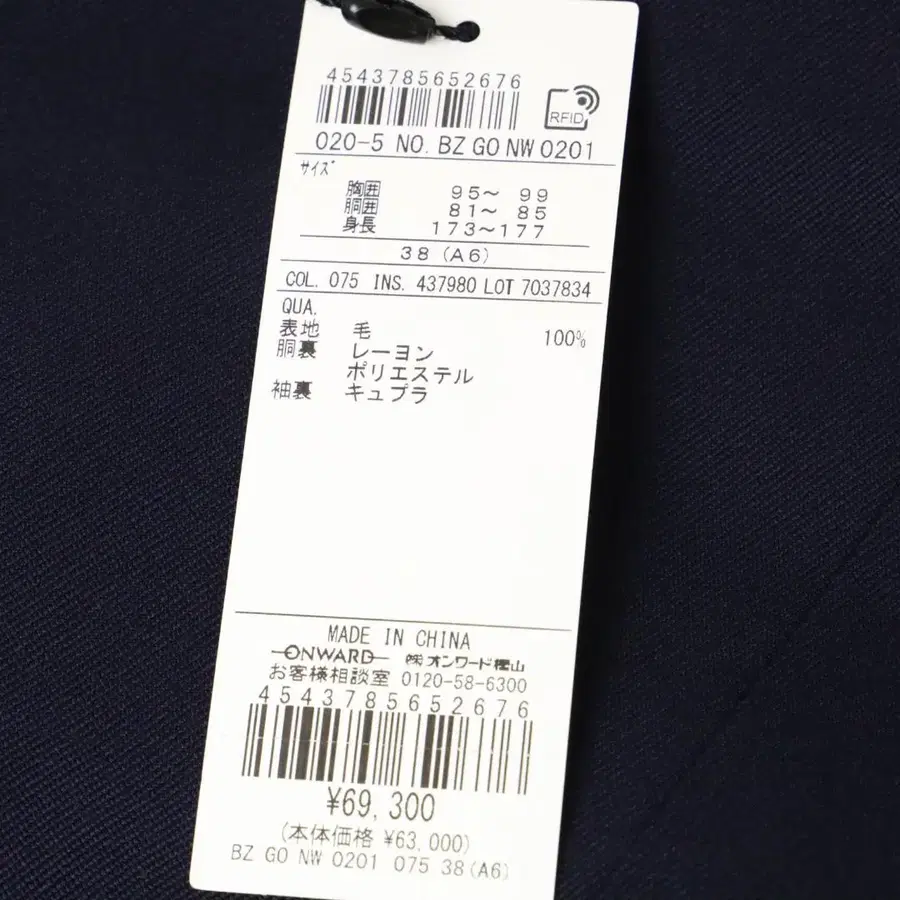 4543785652676
RFID
020-5 NO. BZ GO NW 0201
サイズ
胸囲 95～ 99
胴囲 81～ 85
身長 173～177
38 (A6)
COL. 075 INS. 437980 LOT 7037834
QUA.
表地 毛 100%
胴裏 レーヨン
ポリエステル
袖裏 キュプラ
MADE IN CHINA
ONWARD ㈱オンワード樫山
お客様相談室 0120-58-6300
4543785652676
¥69,300
(本体価格 ¥63,000)
BZ GO NW 0201 075 38(A6)